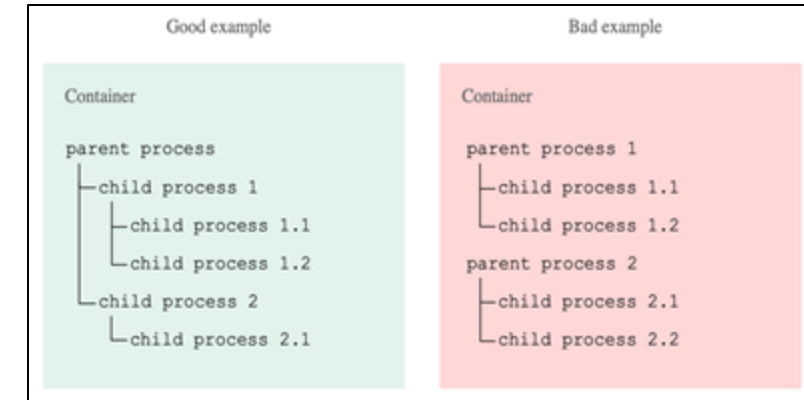 Good example
Container
parent process
child process 1
child process 1.1
child process 1.2
child process 2
child process 2.1
Bad example
Container
parent process 1
child process 1.1
child process 1.2
parent process 2
child process 2.1
child process 2.2